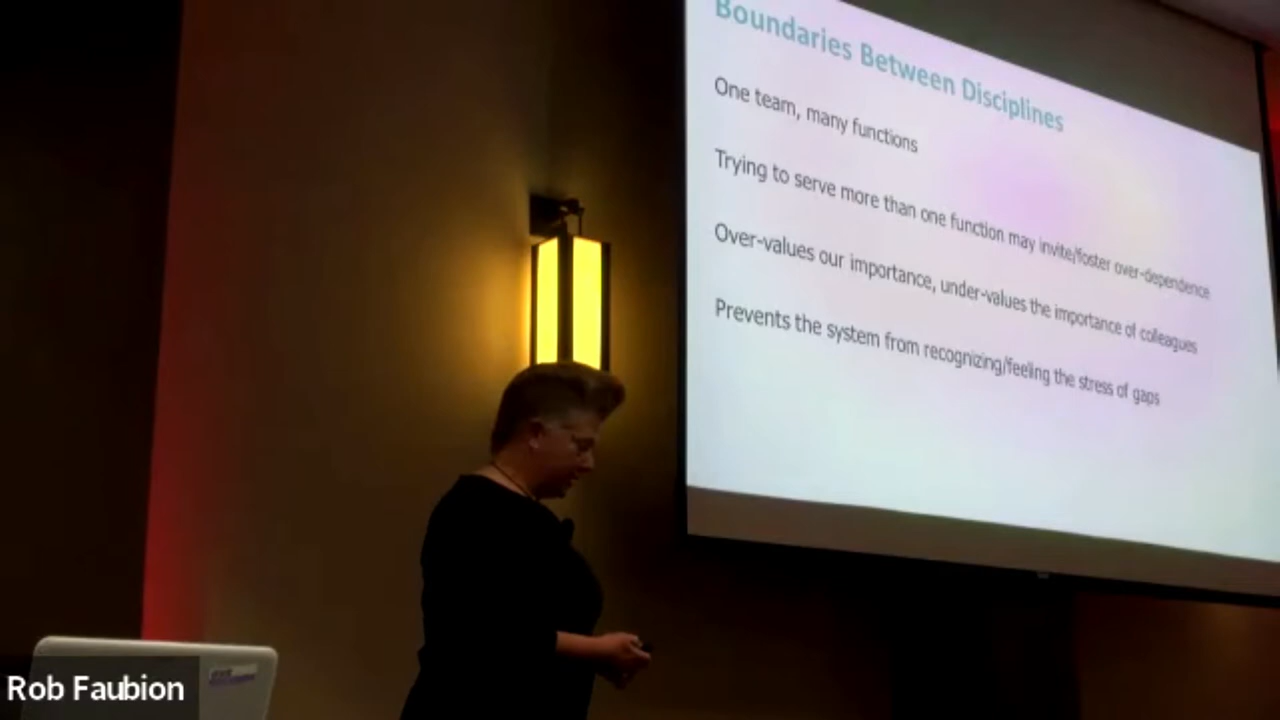 Boundaries Between Disciplines
One team, many functions
Trying to serve more than one function may invite/foster over-dependence
Over-values our importance, under-values the importance of colleagues
Prevents the system from recognizing/feeling the stress of gaps
Rob Faubion